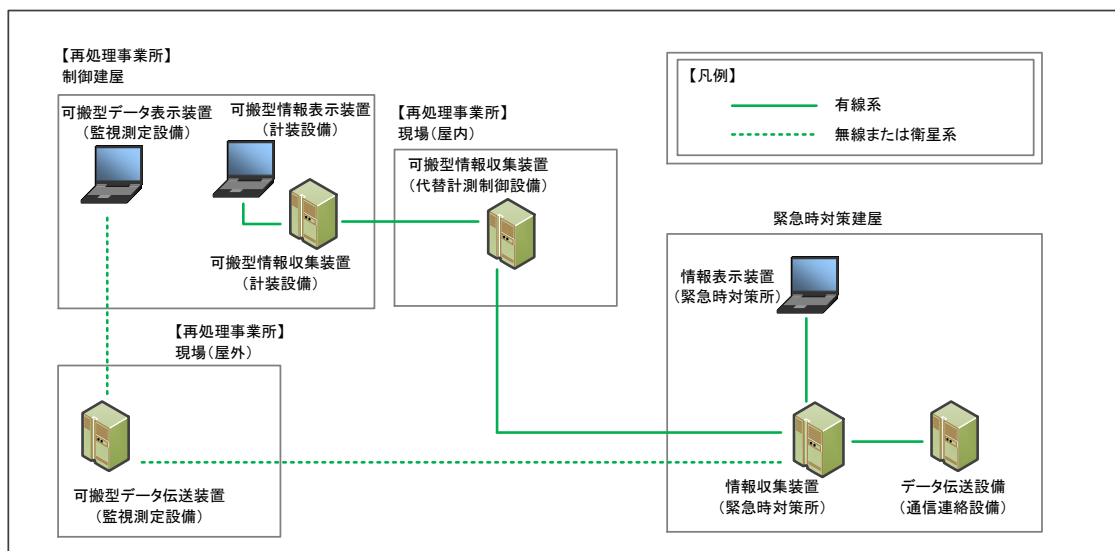 【再処理事業所】
制御建屋
可搬型データ表示装置
(監視測定設備)
可搬型情報表示装置
(計装設備)
可搬型情報収集装置
(計装設備)
【再処理事業所】
現場(屋内)
可搬型情報収集装置
(代替計測制御設備)
【凡例】
有線系
無線または衛星系
緊急時対策建屋
情報表示装置
(緊急時対策所)
【再処理事業所】
現場(屋外)
可搬型データ伝送装置
(監視測定設備)
情報収集装置
(緊急時対策所)
データ伝送設備
(通信連絡設備)